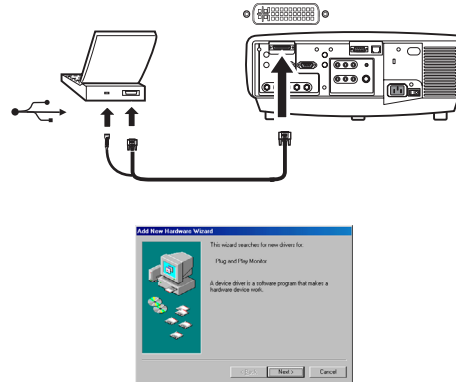 Add New Hardware Wizard
This wizard searches for new drivers for:
Plug and Play Monitor
A device driver is a software program that makes a
hardware device work.
< Back
Next >
Cancel